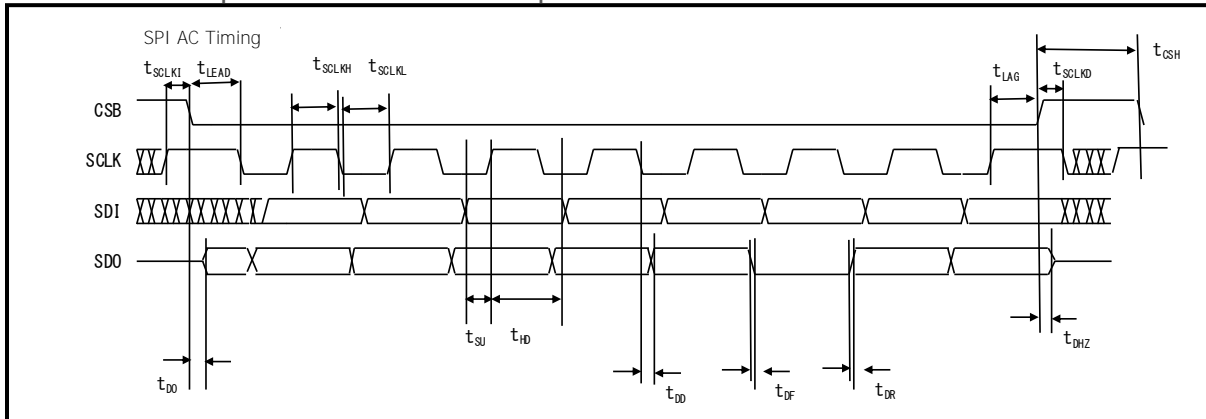 SPI AC Timing
tSCLKI tLEAD tSCLKH tSCLKL tLAG tSCLKD tCSH
CSB
SCLK
SDI
SDO
tSU tHD tDHZ
tDO tDD tDF tDR